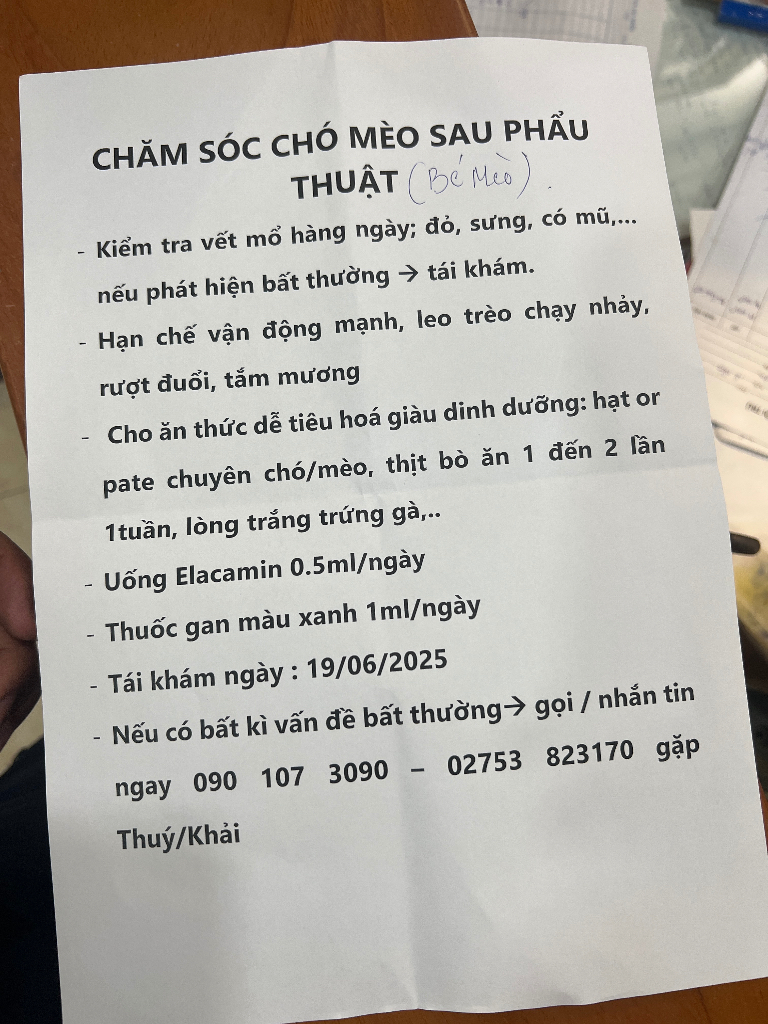 CHĂM SÓC CHÓ MÈO SAU PHẨU
THUẬT (Bé Mèo).
- Kiểm tra vết mổ hàng ngày; đỏ, sưng, có mũ,...
nếu phát hiện bất thường → tái khám.
- Hạn chế vận động mạnh, leo trèo chạy nhảy,
rượt đuổi, tắm mương
- Cho ăn thức dễ tiêu hoá giàu dinh dưỡng: hạt or
pate chuyên chó/mèo, thịt bò ăn 1 đến 2 lần
1tuần, lòng trắng trứng gà,..
- Uống Elacamin 0.5ml/ngày
- Thuốc gan màu xanh 1ml/ngày
- Tái khám ngày : 19/06/2025
- Nếu có bất kì vấn đề bất thường→ gọi / nhắn tin
ngay 090 107 3090 – 02753 823170 gặp
Thuý/Khải